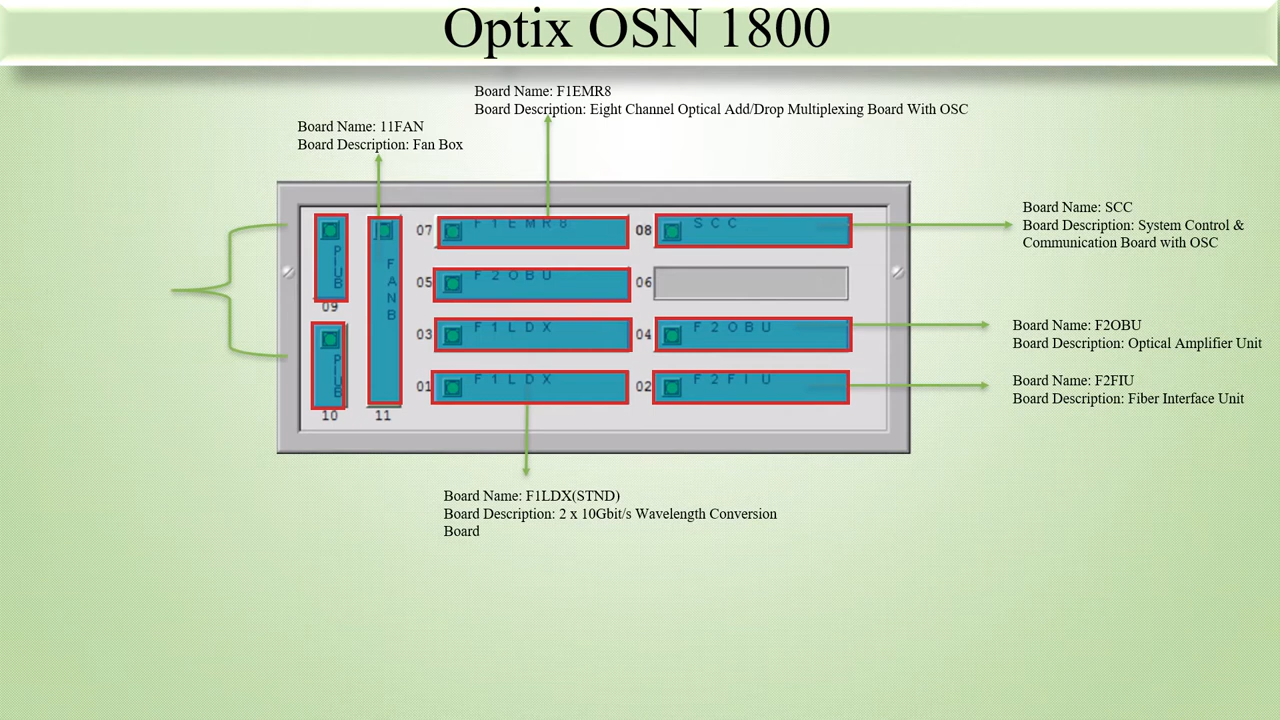 Optix OSN 1800
Board Name: F1EMR8
Board Description: Eight Channel Optical Add/Drop Multiplexing Board With OSC
Board Name: 11FAN
Board Description: Fan Box
Board Name: SCC
Board Description: System Control &
Communication Board with OSC
07
F1EMR8
08
SCC
PIUB
09
FANB
11
05
F2OBU
06
03
F1LDX
04
F2OBU
Board Name: F2OBU
Board Description: Optical Amplifier Unit
PIUB
10
01
F1LDX
02
F2FIU
Board Name: F2FIU
Board Description: Fiber Interface Unit
Board Name: F1LDX(STND)
Board Description: 2 x 10Gbit/s Wavelength Conversion
Board